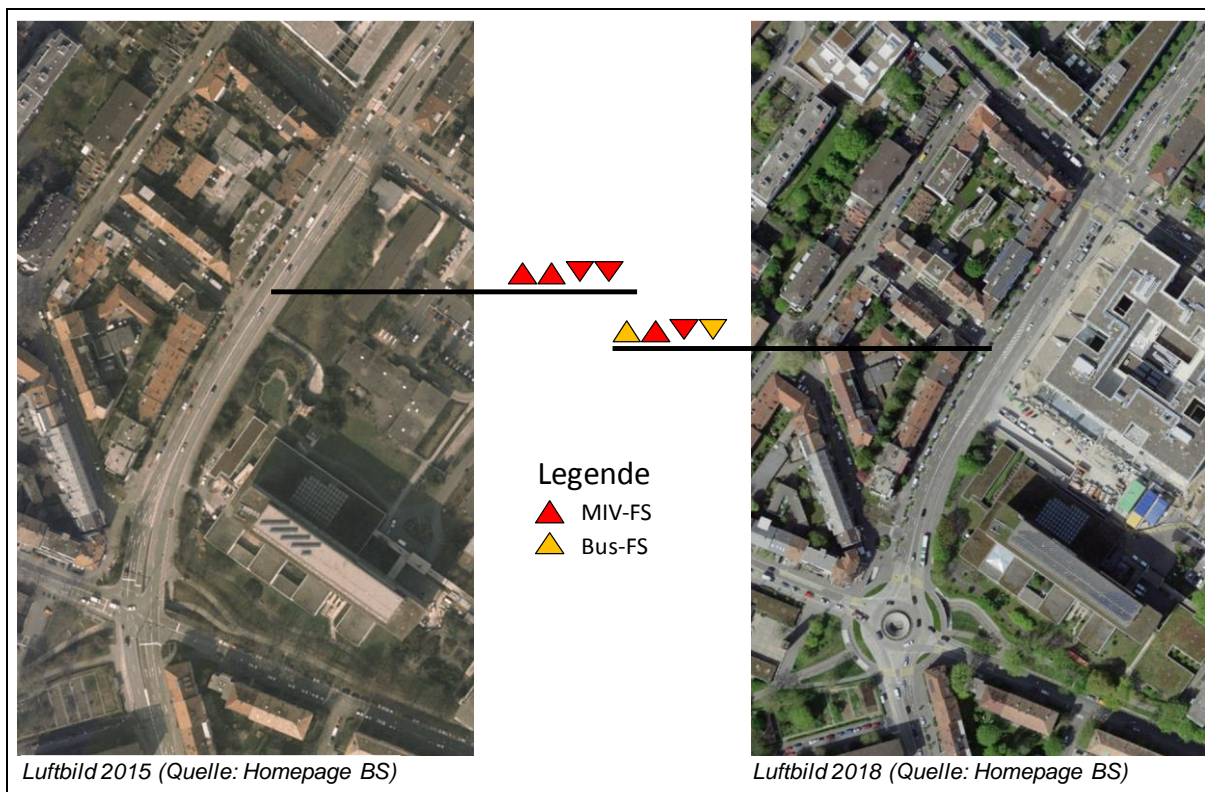 Legende
MIV-FS
Bus-FS
Luftbild 2015 (Quelle: Homepage BS)
Luftbild 2018 (Quelle: Homepage BS)